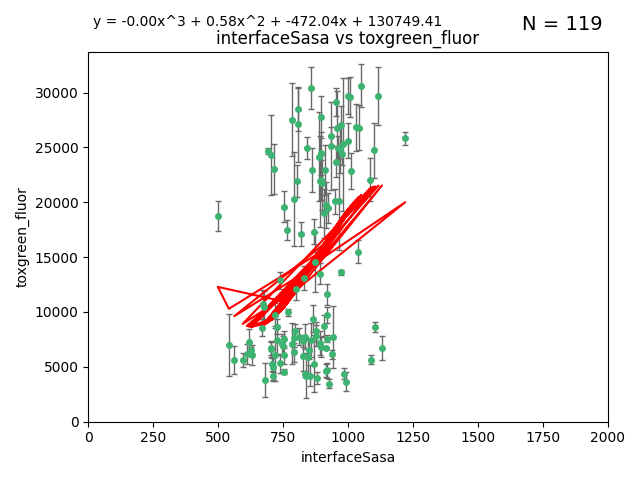 y = -0.00x^3 + 0.58x^2 + -472.04x + 130749.41
N = 119
interfaceSasa vs toxgreen_fluor
30000
25000
20000
15000
10000
5000
0
toxgreen_fluor
0 250 500 750 1000 1250 1500 1750 2000
interfaceSasa